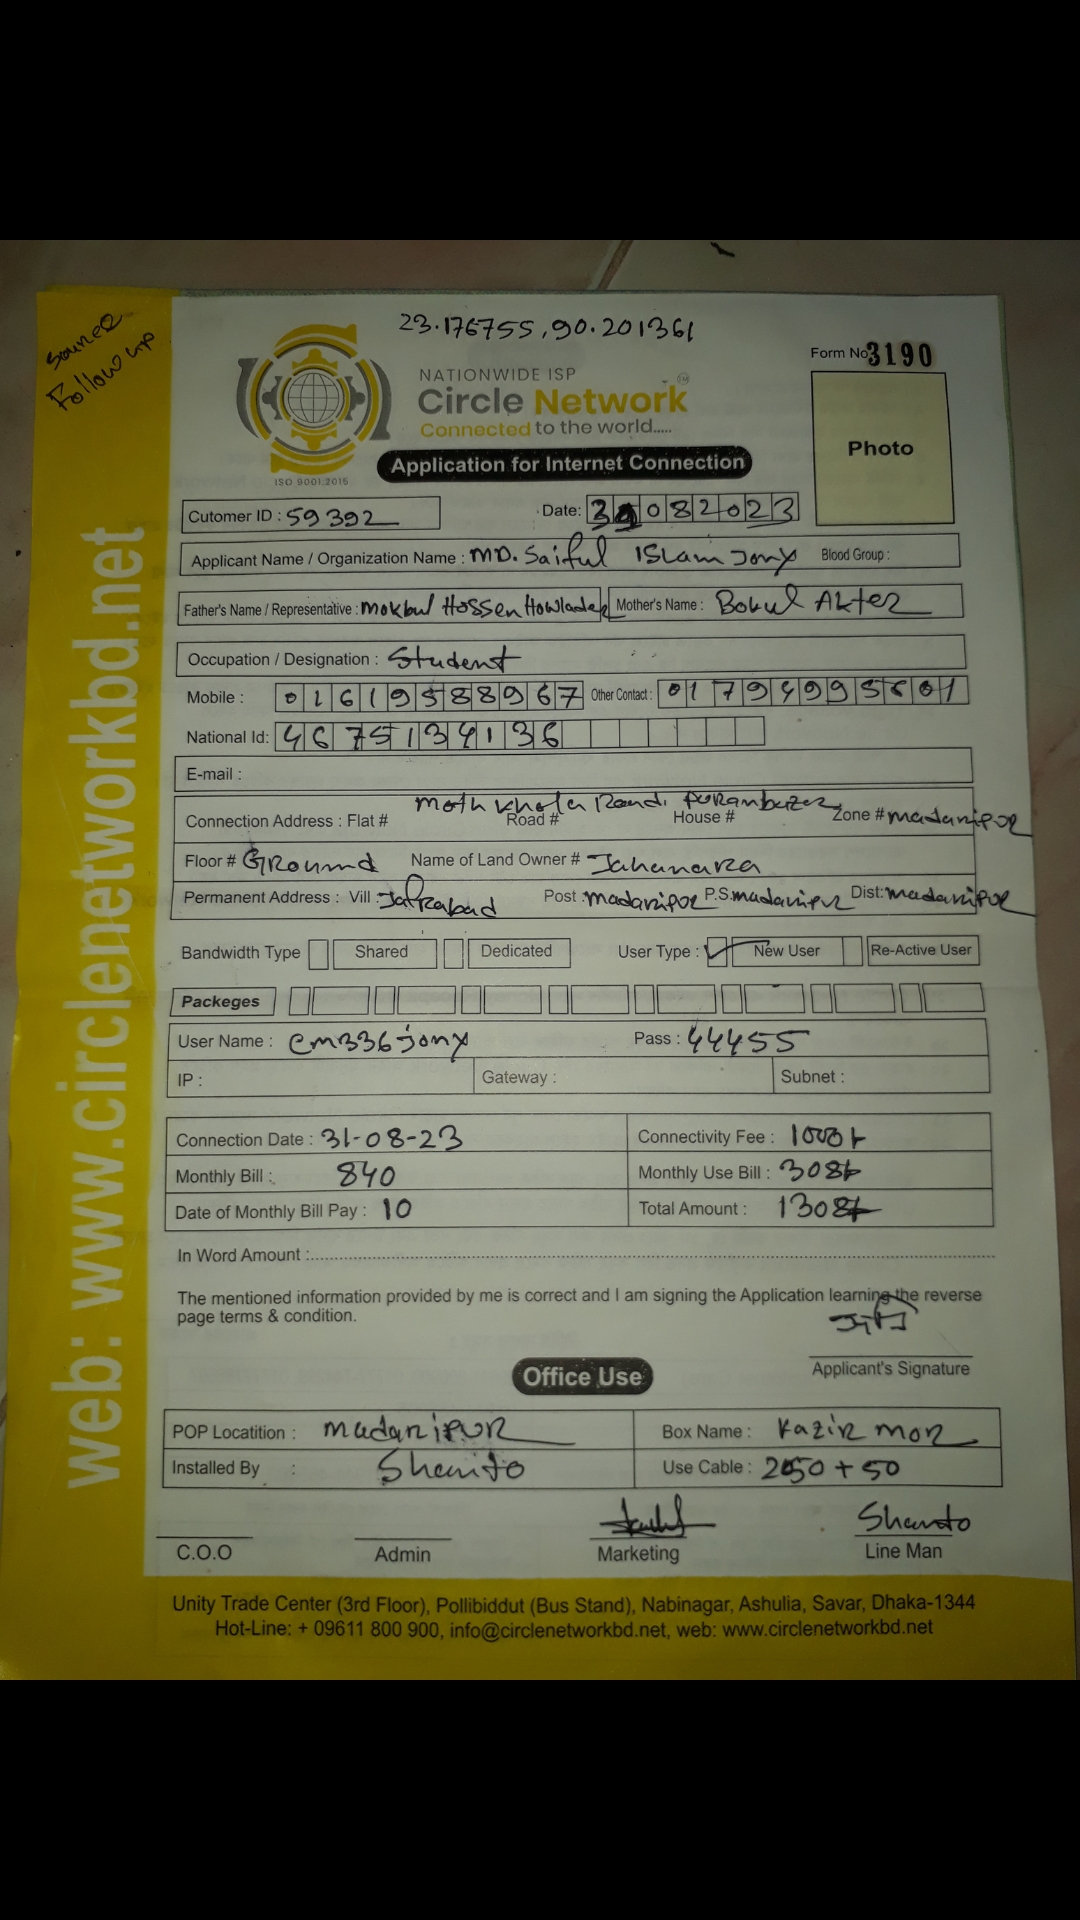 23.176755, 90.201361
Source
Follow up
Form No 3190
NATIONWIDE ISP
Circle Network
Connected to the world.....
ISO 9001:2015
Photo
Application for Internet Connection
Cutomer ID : 59392 Date: 082023
Applicant Name / Organization Name : MD. Saiful Islam Jony Blood Group :
Father's Name / Representative : Mokbul Hossen Howlader Mother's Name : Bokul Akter
Occupation / Designation : Student
Mobile : 01619588967 Other Contact :
National Id: 4675134136
E-mail :
Moth Khola Road. Puranbazer
Connection Address : Flat # Road # House # Zone # madaripor
Floor # Ground Name of Land Owner # Jahanara
Permanent Address : Vill : Jafrabad Post : madaripor P.S. madaripur Dist: madaripor
Bandwidth Type Shared Dedicated User Type : ✓ New User Re-Active User
Packeges
User Name : cm336jony Pass : 44455
IP : Gateway : Subnet :
Connection Date : 31-08-23 Connectivity Fee : 1000/-
Monthly Bill : 840 Monthly Use Bill : 308/-
Date of Monthly Bill Pay : 10 Total Amount : 1308/-
In Word Amount :
The mentioned information provided by me is correct and I am signing the Application learning the reverse
page terms & condition.
Applicant's Signature
Office Use
POP Locatition : Madaripur Box Name : Kazir mor
Installed By : Shanto Use Cable : + 50
Shanto
C.O.O Admin Marketing Line Man
Unity Trade Center (3rd Floor), Pollibiddut (Bus Stand), Nabinagar, Ashulia, Savar, Dhaka-1344
Hot-Line: + 09611 800 900, info@circlenetworkbd.net, web: www.circlenetworkbd.net
web: www.circlenetworkbd.net